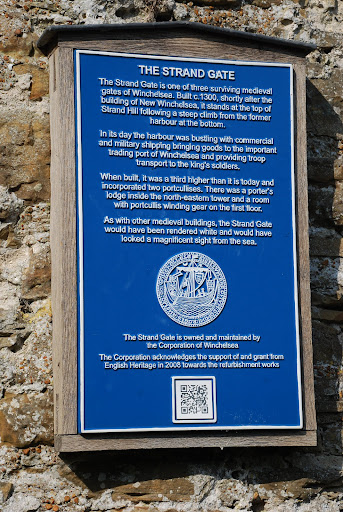 THE STRAND GATE
The Strand Gate is one of three surviving medieval
gates of Winchelsea. Built c.1300, shortly after the
building of New Winchelsea, it stands at the top of
Strand Hill following a steep climb from the former
harbour at the bottom.
In its day the harbour was bustling with commercial
and military shipping bringing goods to the important
trading port of Winchelsea and providing troop
transport to the king's soldiers.
When built, it was a third higher than it is today and
incorporated two portcullises. There was a porter's
lodge inside the north-eastern tower and a room
with portcullis winding gear on the first floor.
As with other medieval buildings, the Strand Gate
would have been rendered white and would have
looked a magnificent sight from the sea.
The Strand Gate is owned and maintained by
the Corporation of Winchelsea
The Corporation acknowledges the support of and grant from
English Heritage in 2008 towards the refurbishment works